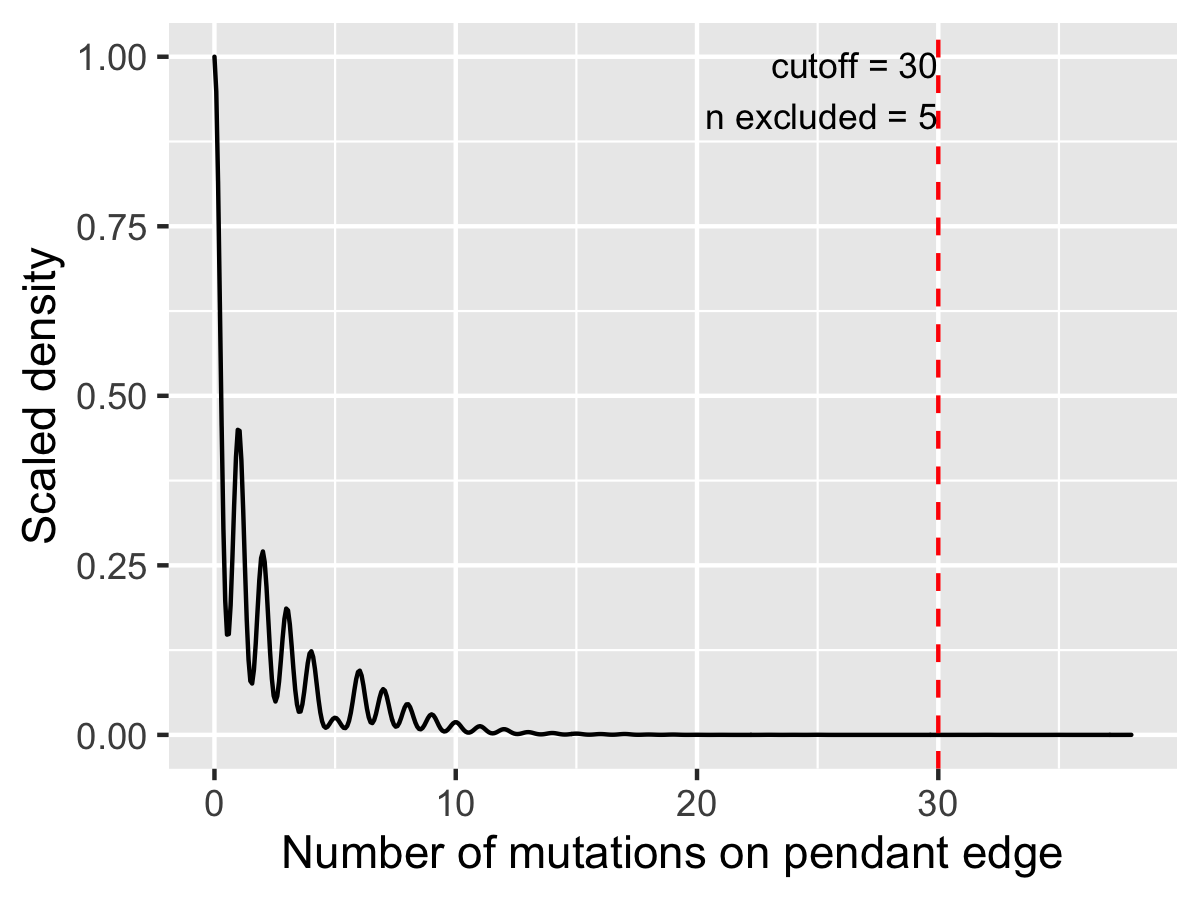 1.00
0.75
0.50
0.25
0.00
Scaled density
cutoff = 30
n excluded = 5
0
10
20
30
Number of mutations on pendant edge